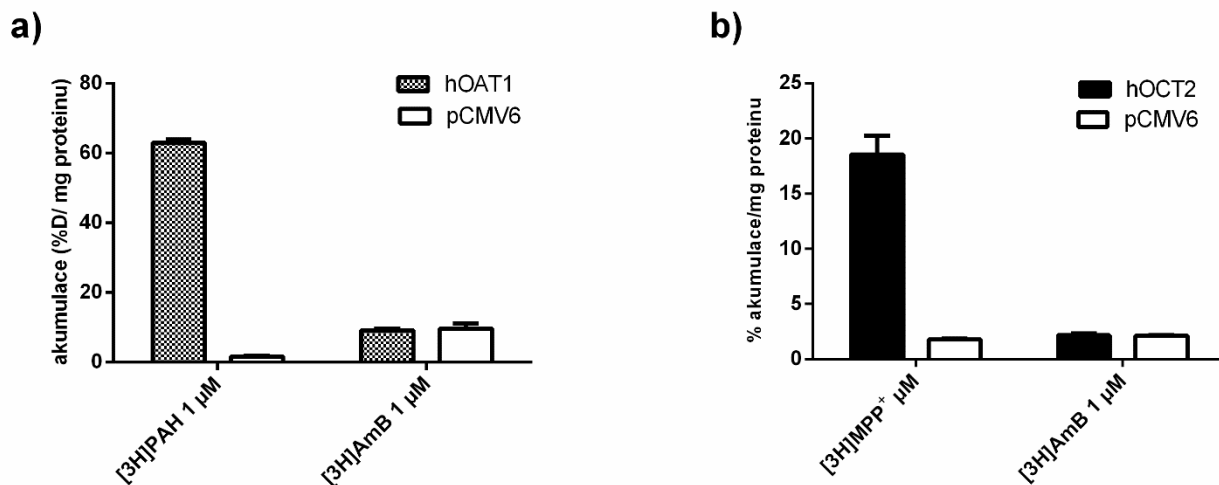 a)
akumulace (%D/ mg proteinu)
80
60
40
20
0
hOAT1
pCMV6
[3H]PAH 1 µM
[3H]AmB 1 µM
b)
% akumulace/mg proteinu
25
20
15
10
5
0
hOCT2
pCMV6
[3H]MPP⁺ µM
[3H]AmB 1 µM